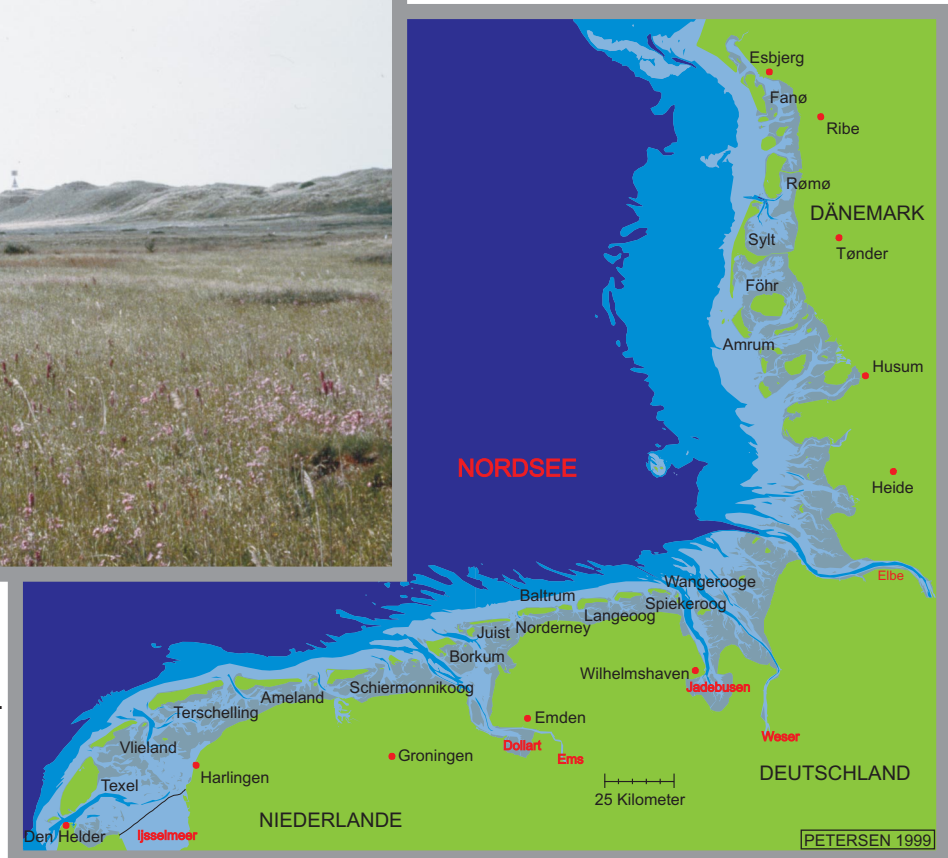 Esbjerg
Fanø
Ribe
Rømø
DÄNEMARK
Sylt
Tønder
Föhr
Amrum
Husum
NORDSEE
Heide
Elbe
Wangerooge
Baltrum
Spiekeroog
Langeoog
Norderney
Juist
Borkum
Wilhelmshaven
Jadebusen
Schiermonnikoog
Ameland
Terschelling
Emden
Weser
Vlieland
Dollart
Ems
Groningen
DEUTSCHLAND
Harlingen
Texel
25 Kilometer
NIEDERLANDE
Den Helder
Ijsselmeer
PETERSEN 1999